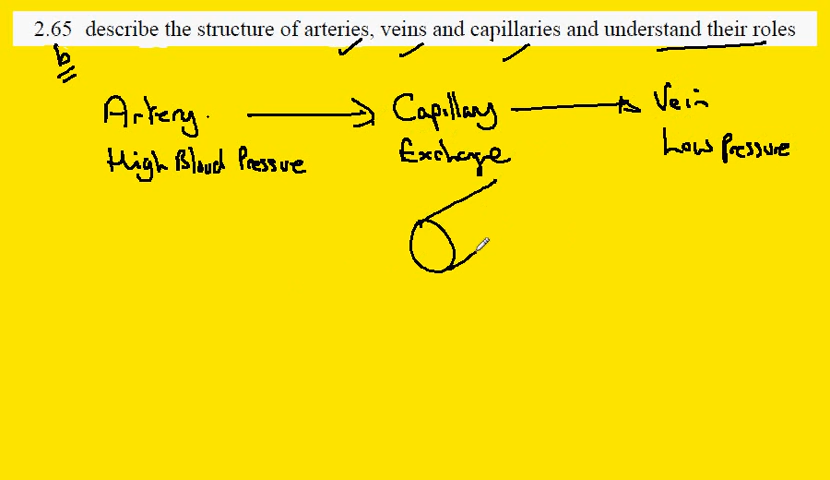 2.65 describe the structure of arteries, veins and capillaries and understand their roles
b
Artery. Capillary Vein
High Blood Pressure Exchange Low Pressure